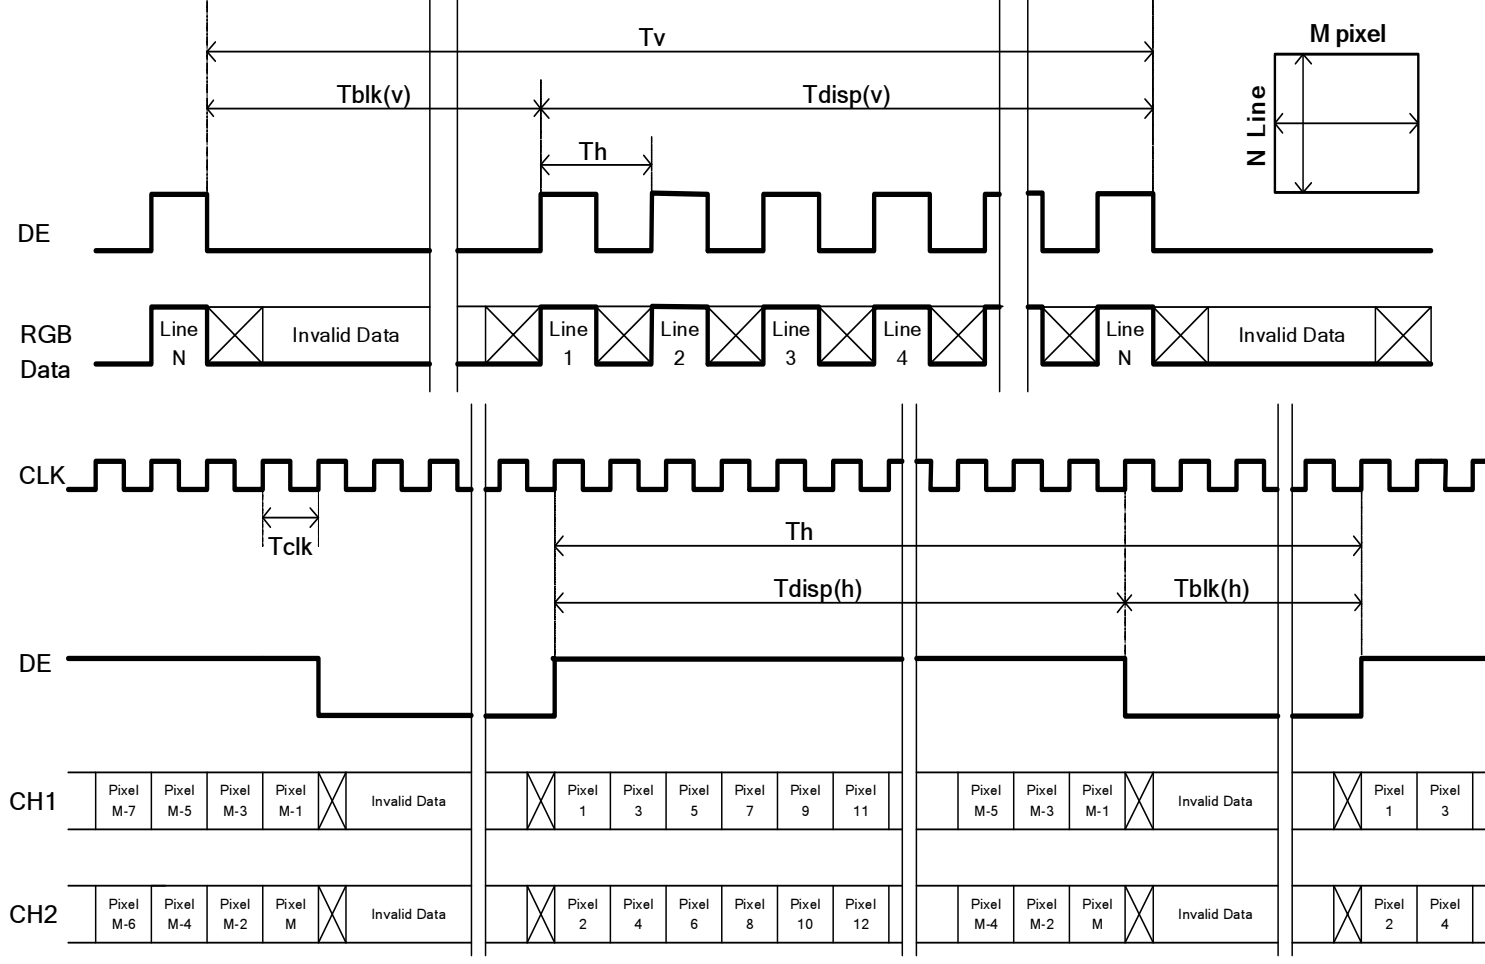 Tv
M pixel
Tblk(v)
Tdisp(v)
N Line
Th
DE
RGB
Data
Line
N
Invalid Data
Line
1
Line
2
Line
3
Line
4
Line
N
Invalid Data
CLK
Tclk
Th
Tdisp(h)
Tblk(h)
DE
CH1
Pixel
M-7
Pixel
M-5
Pixel
M-3
Pixel
M-1
Invalid Data
Pixel
1
Pixel
3
Pixel
5
Pixel
7
Pixel
9
Pixel
11
Pixel
M-5
Pixel
M-3
Pixel
M-1
Invalid Data
Pixel
1
Pixel
3
CH2
Pixel
M-6
Pixel
M-4
Pixel
M-2
Pixel
M
Invalid Data
Pixel
2
Pixel
4
Pixel
6
Pixel
8
Pixel
10
Pixel
12
Pixel
M-4
Pixel
M-2
Pixel
M
Invalid Data
Pixel
2
Pixel
4